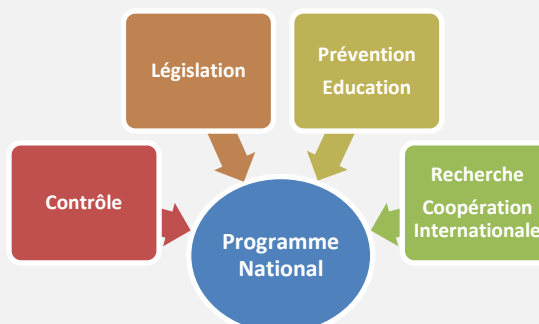 Législation
Prévention
Education
Contrôle
Recherche
Coopération
Internationale
Programme
National